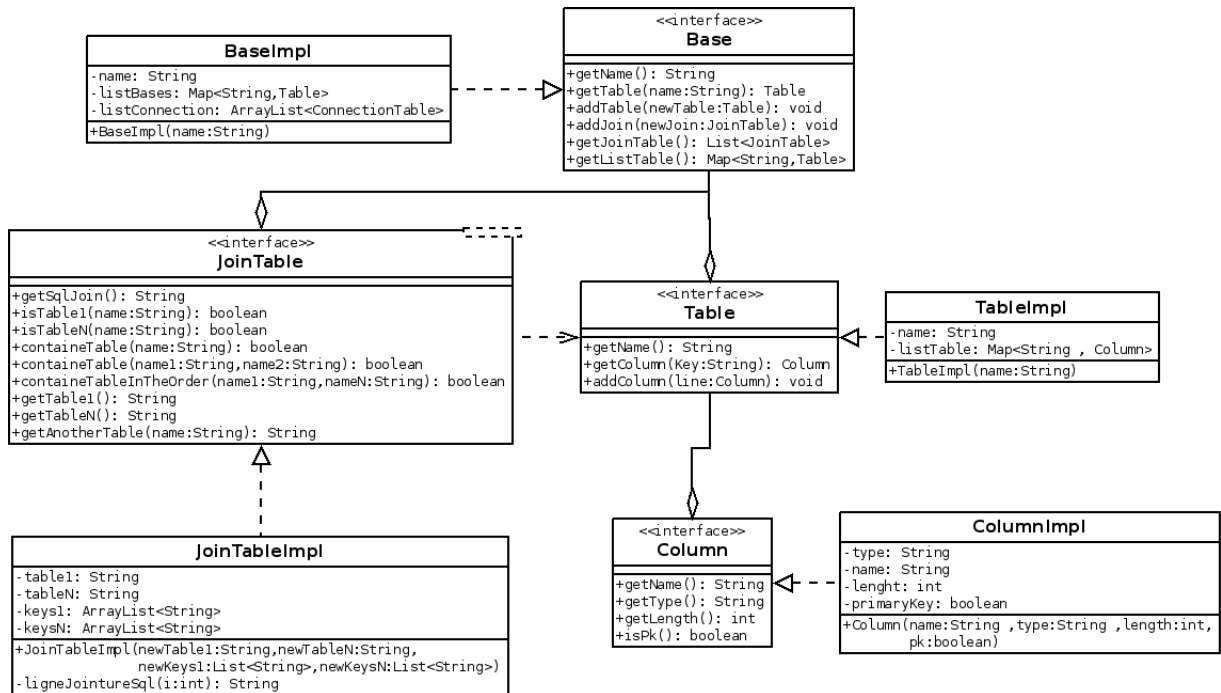 BaseImpl
-name: String
-listBases: Map<String,Table>
-listConnection: ArrayList<ConnectionTable>
+BaseImpl(name:String)
<<interface>>
Base
+getName(): String
+getTable(name:String): Table
+addTable(newTable:Table): void
+addJoin(newJoin:JoinTable): void
+getJoinTable(): List<JoinTable>
+getListTable(): Map<String,Table>
<<interface>>
JoinTable
+getSqlJoin(): String
+isTable1(name:String): boolean
+isTableN(name:String): boolean
+containeTable(name:String): boolean
+containeTable(name1:String,name2:String): boolean
+containeTableInTheOrder(name1:String,nameN:String): boolean
+getTable1(): String
+getTableN(): String
+getAnotherTable(name:String): String
<<interface>>
Table
+getName(): String
+getColumn(Key:String): Column
+addColumn(line:Column): void
TableImpl
-name: String
-listTable: Map<String , Column>
+TableImpl(name:String)
JoinTableImpl
-table1: String
-tableN: String
-keys1: ArrayList<String>
-keysN: ArrayList<String>
+JoinTableImpl(newTable1:String,newTableN:String,
newKeys1:List<String>,newKeysN:List<String>)
-ligneJointureSql(i:int): String
<<interface>>
Column
+getName(): String
+getType(): String
+getLength(): int
+isPk(): boolean
ColumnImpl
-type: String
-name: String
-lenght: int
-primaryKey: boolean
+Column(name:String ,type:String ,length:int,
pk:boolean)